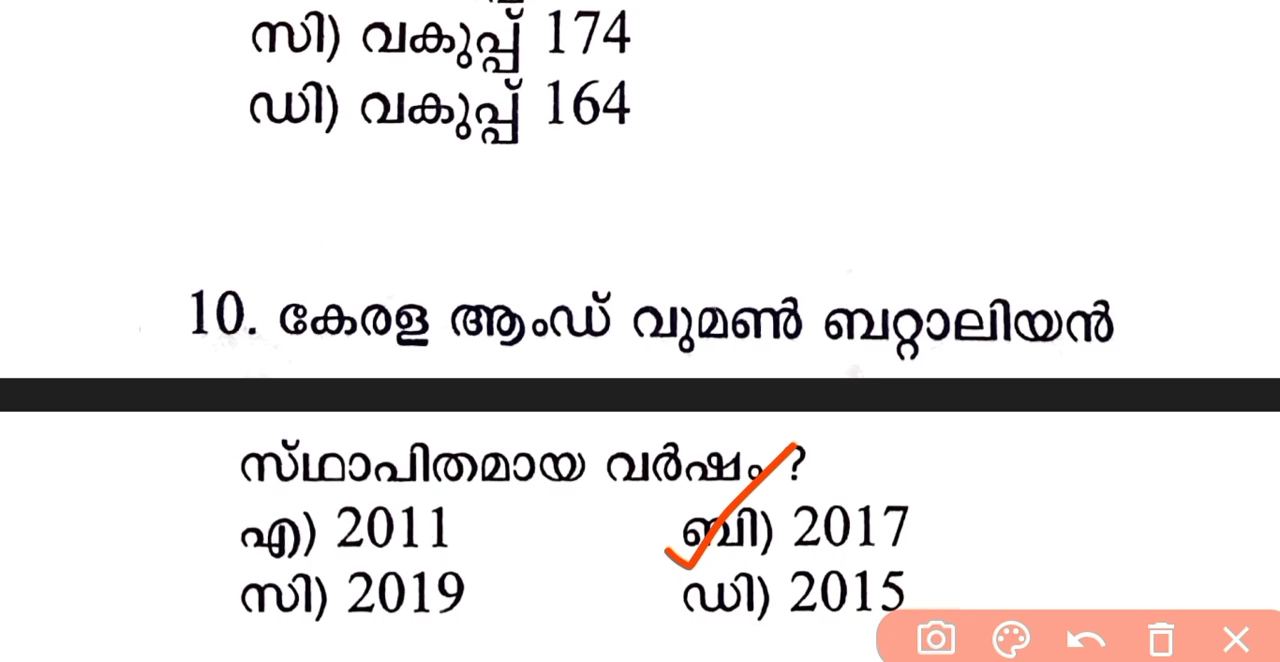 സി) വകുപ്പ് 174
ഡി) വകുപ്പ് 164
10. കേരള ആംഡ് വുമൺ ബറ്റാലിയൻ
സ്ഥാപിതമായ വർഷം ?
എ) 2011 ബി) 2017
സി) 2019 ഡി) 2015